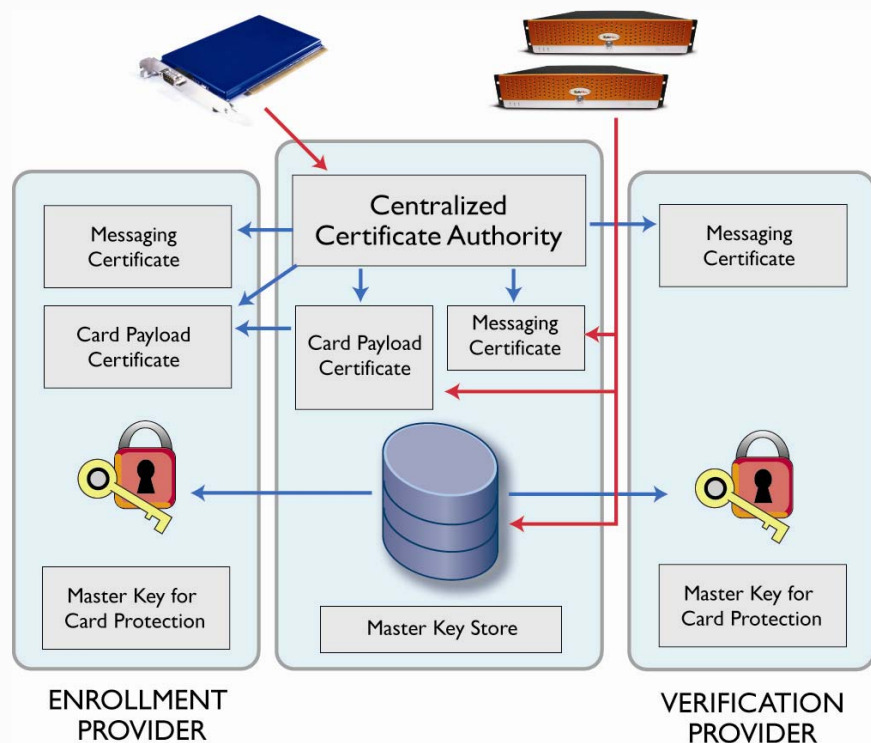 Centralized
Certificate Authority
Messaging
Certificate
Card Payload
Certificate
Card Payload
Certificate
Messaging
Certificate
Messaging
Certificate
Master Key for
Card Protection
Master Key Store
Master Key for
Card Protection
ENROLLMENT
PROVIDER
VERIFICATION
PROVIDER